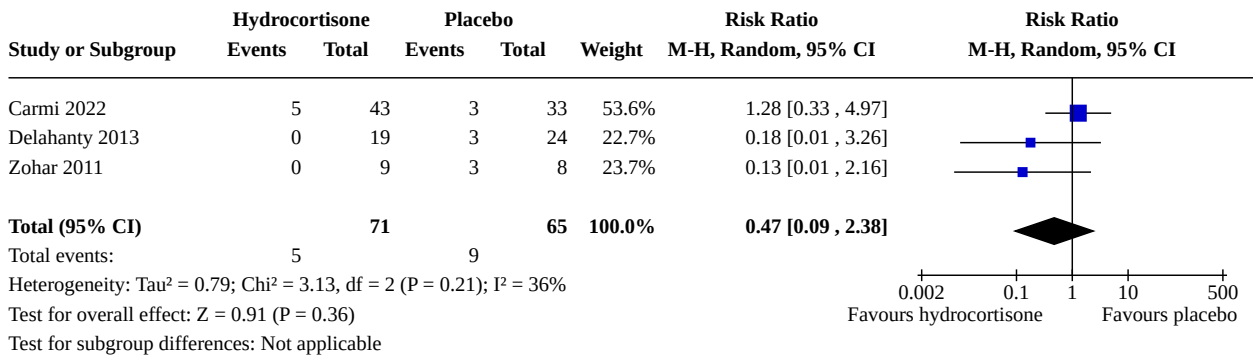 Hydrocortisone Placebo Risk Ratio Risk Ratio
Study or Subgroup Events Total Events Total Weight M-H, Random, 95% CI M-H, Random, 95% CI
Carmi 2022 5 43 3 33 53.6% 1.28 [0.33 , 4.97]
Delahanty 2013 0 19 3 24 22.7% 0.18 [0.01 , 3.26]
Zohar 2011 0 9 3 8 23.7% 0.13 [0.01 , 2.16]
Total (95% CI) 71 65 100.0% 0.47 [0.09 , 2.38]
Total events: 5 9
Heterogeneity: Tau² = 0.79; Chi² = 3.13, df = 2 (P = 0.21); I² = 36%
0.002 0.1 1 10 500
Test for overall effect: Z = 0.91 (P = 0.36) Favours hydrocortisone Favours placebo
Test for subgroup differences: Not applicable